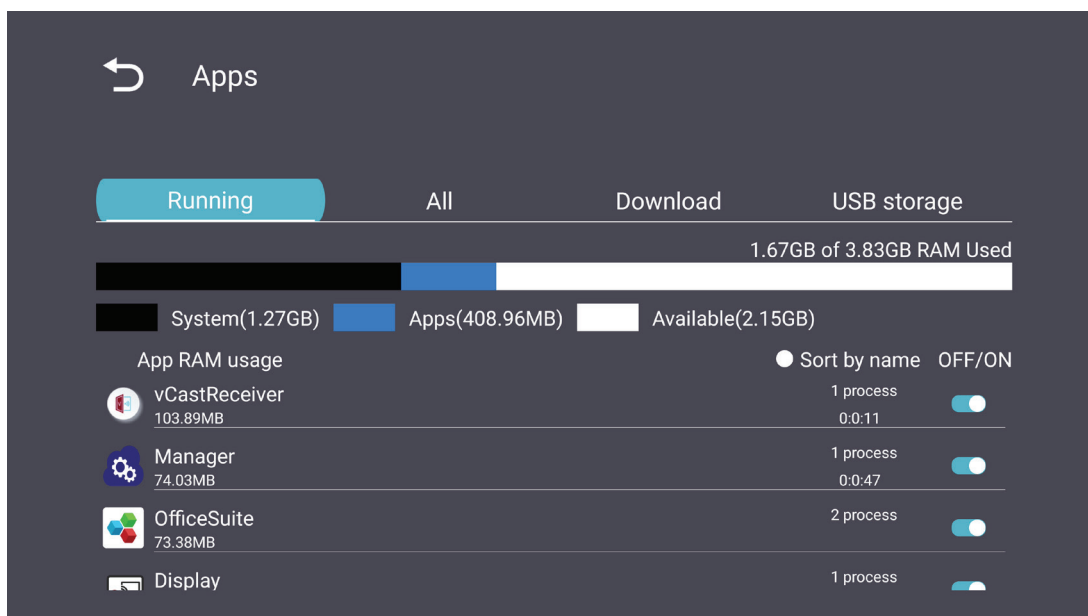 Apps
Running All Download USB storage
1.67GB of 3.83GB RAM Used
System(1.27GB) Apps(408.96MB) Available(2.15GB)
App RAM usage Sort by name OFF/ON
vCastReceiver 1 process
103.89MB 0:0:11
Manager 1 process
74.03MB 0:0:47
OfficeSuite 2 process
73.38MB
Display 1 process